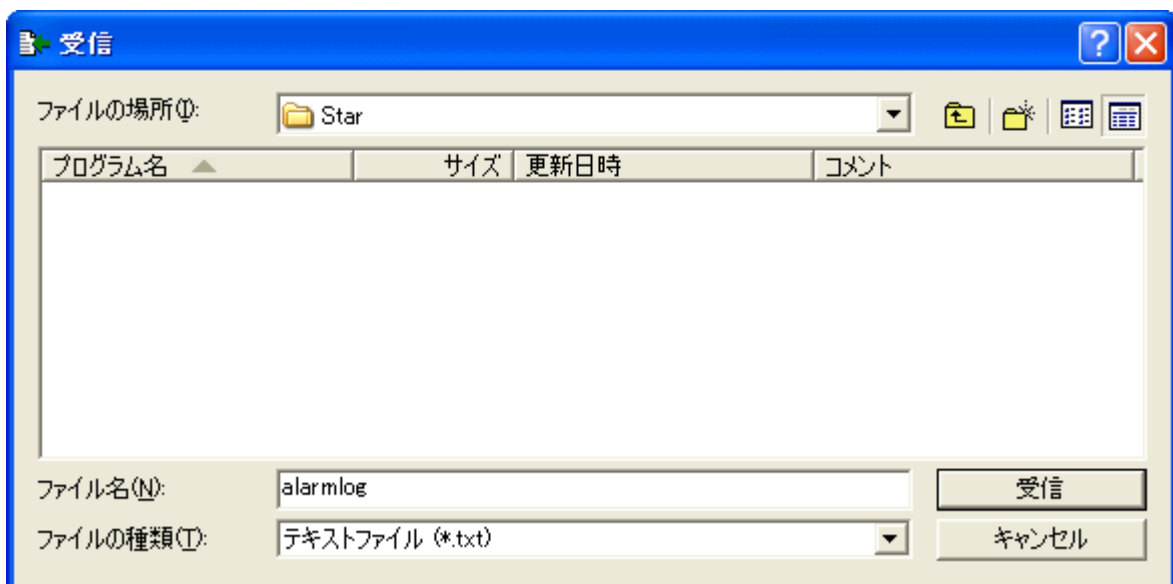 受信
ファイルの場所(I):
Star
プログラム名 サイズ 更新日時 コメント
ファイル名(N): alarmlog 受信
ファイルの種類(T): テキストファイル (*.txt) キャンセル